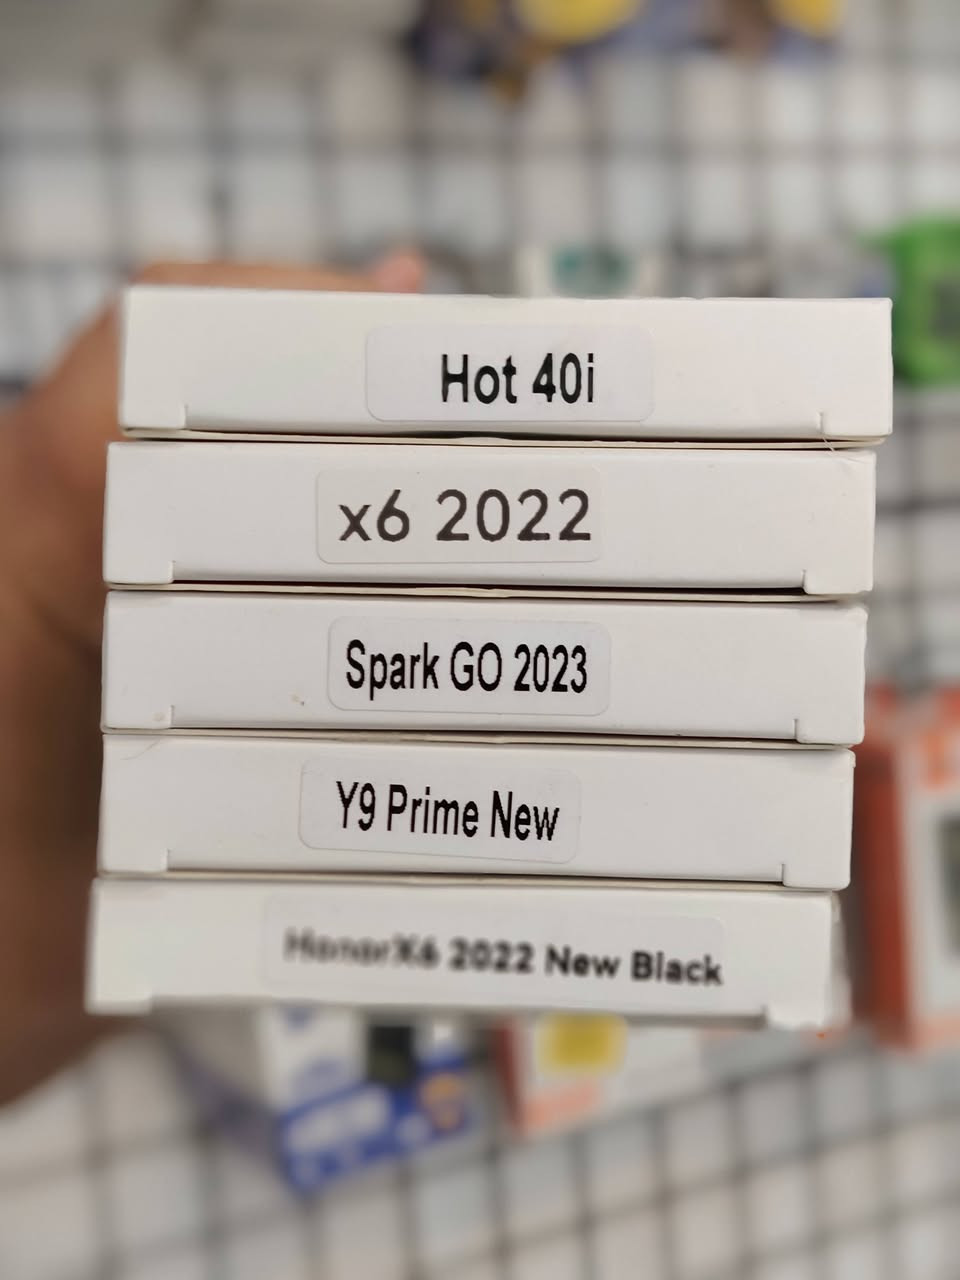 Hot 40i
x6 2022
Spark GO 2023
Y9 Prime New
HonorX6 2022 New Black